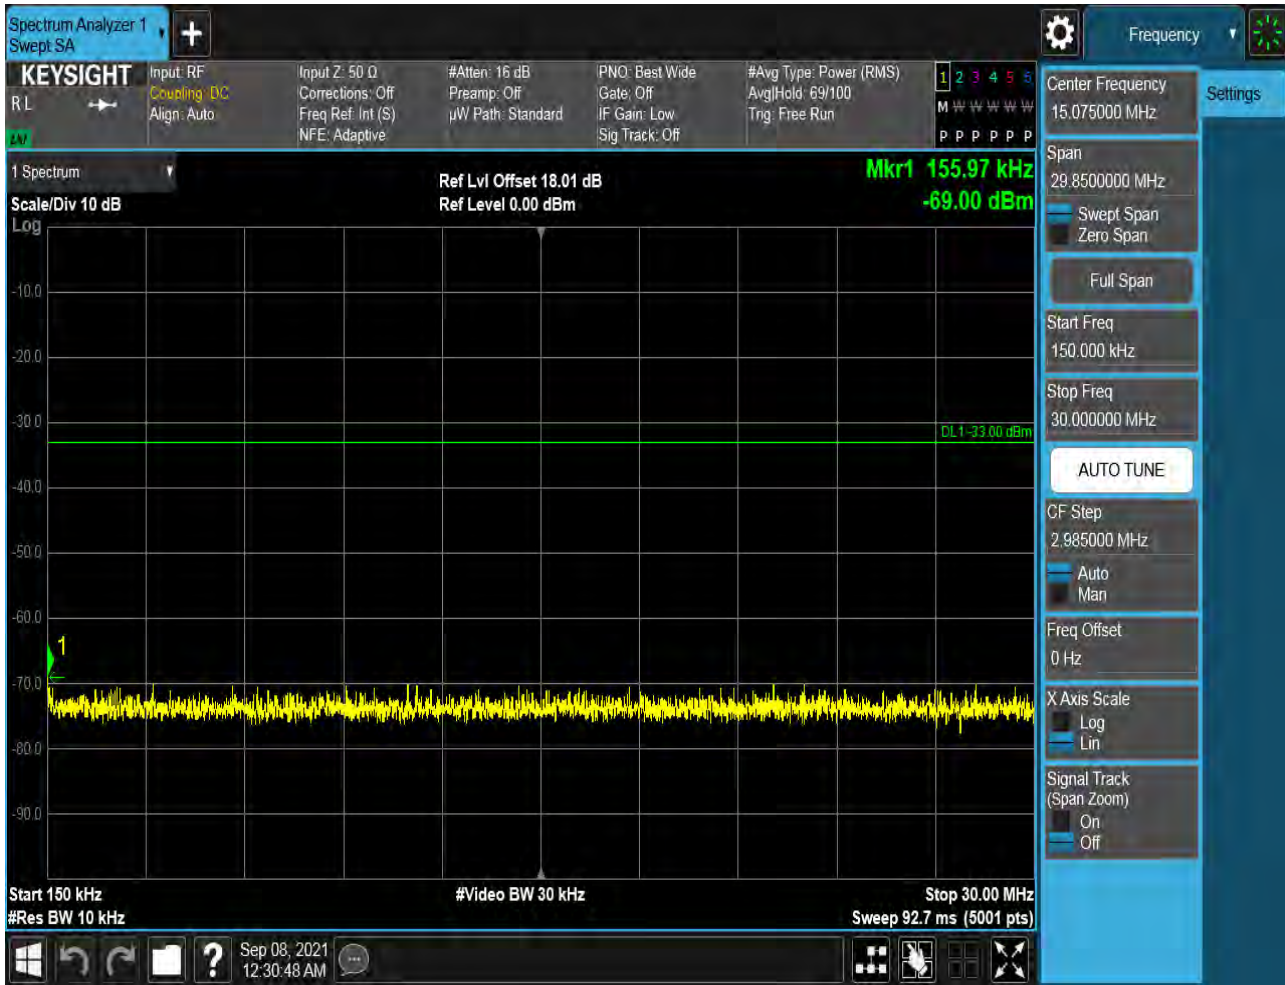 Spectrum Analyzer 1
Swept SA
Frequency
KEYSIGHT
R L
LXI
Input: RF
Coupling: DC
Align: Auto
Input Z: 50 Ω
Corrections: Off
Freq Ref: Int (S)
NFE: Adaptive
#Atten: 16 dB
Preamp: Off
µW Path: Standard
PNO: Best Wide
Gate: Off
IF Gain: Low
Sig Track: Off
#Avg Type: Power (RMS)
Avg|Hold: 69/100
Trig: Free Run
1 2 3 4 5 6
M W W W W W
P P P P P P
1 Spectrum
Scale/Div 10 dB
Log
Ref Lvl Offset 18.01 dB
Ref Level 0.00 dBm
Mkr1 155.97 kHz
-69.00 dBm
-10.0
-20.0
-30.0
DL1 -33.00 dBm
-40.0
-50.0
-60.0
1
-70.0
-80.0
-90.0
Start 150 kHz
#Res BW 10 kHz
#Video BW 30 kHz
Stop 30.00 MHz
Sweep 92.7 ms (5001 pts)
Sep 08, 2021
12:30:48 AM
Center Frequency
15.075000 MHz
Settings
Span
29.8500000 MHz
Swept Span
Zero Span
Full Span
Start Freq
150.000 kHz
Stop Freq
30.000000 MHz
AUTO TUNE
CF Step
2.985000 MHz
Auto
Man
Freq Offset
0 Hz
X Axis Scale
Log
Lin
Signal Track
(Span Zoom)
On
Off